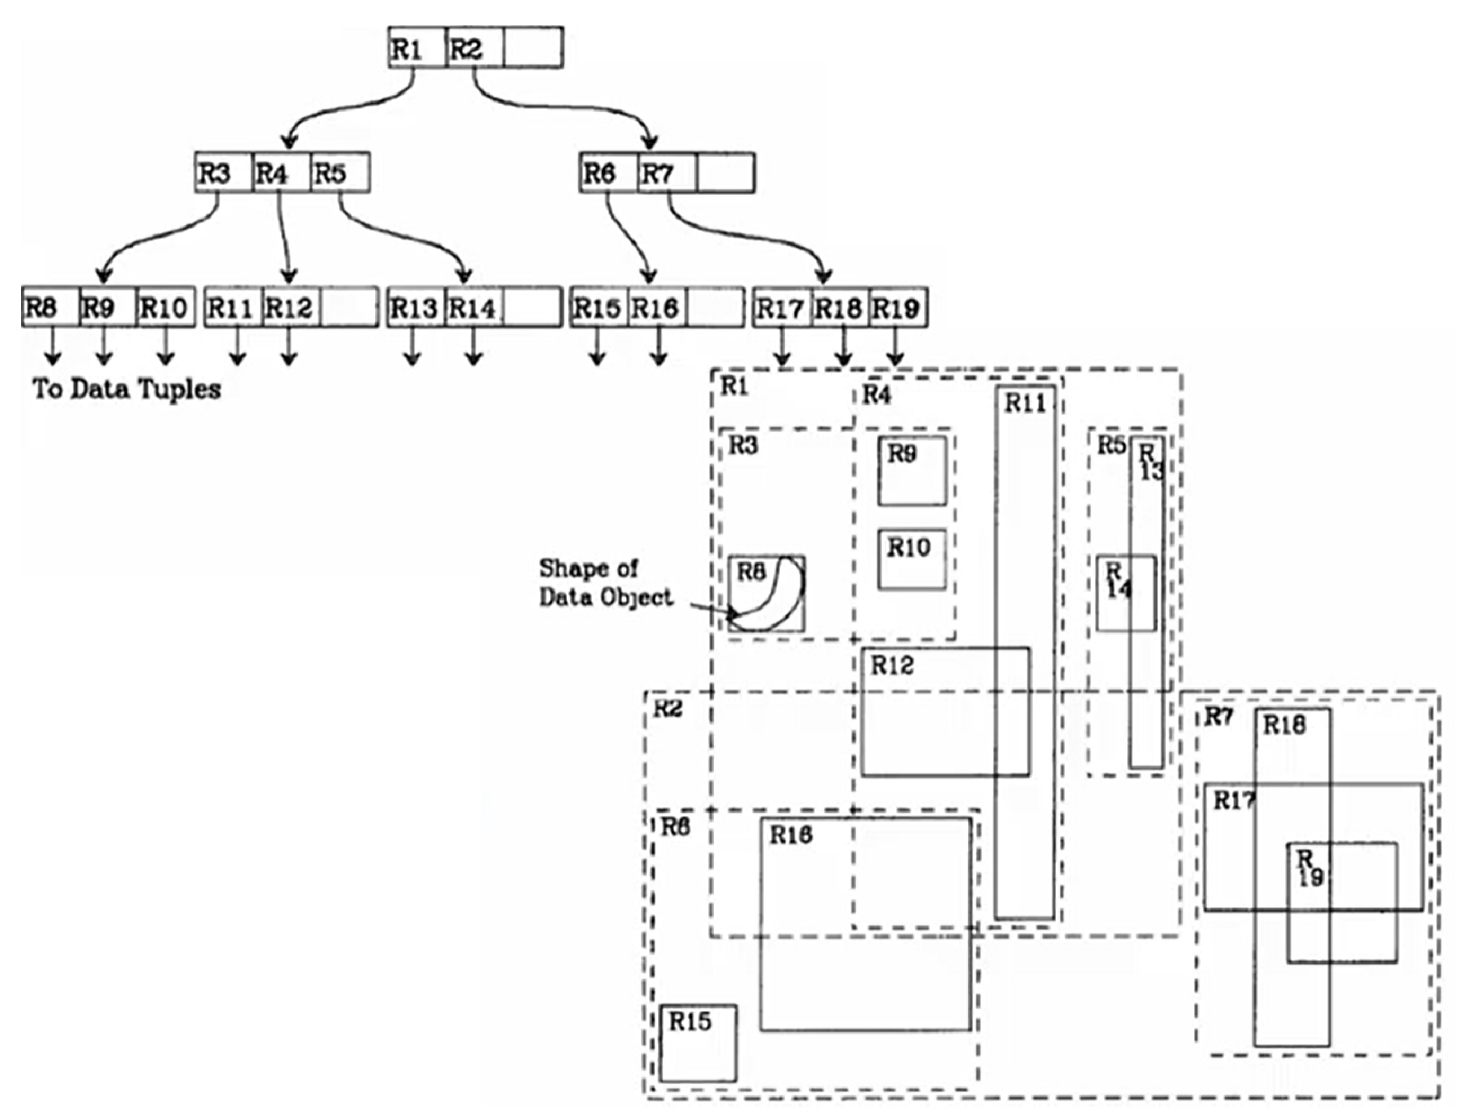 R1 R2
R3 R4 R5 R6 R7
R8 R9 R10 R11 R12 R13 R14 R15 R16 R17 R18 R19
To Data Tuples
R1
R4
R11
R3
R9
R5
R
13
R10
Shape of
Data Object
R8
R
14
R12
R2
R7
R18
R17
R6
R16
R
19
R15